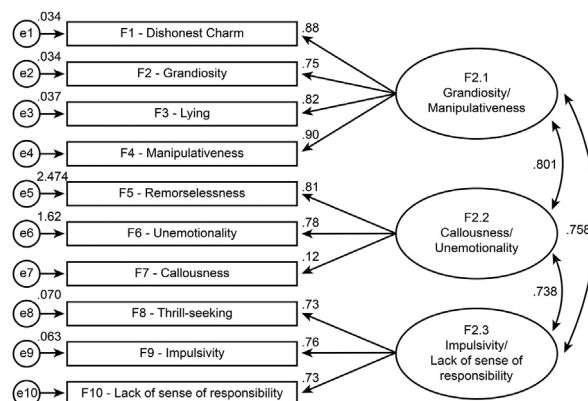 .034
e1
F1 - Dishonest Charm
.88
.034
e2
F2 - Grandiosity
.75
.037
e3
F3 - Lying
.82
e4
F4 - Manipulativeness
.90
2.474
e5
F5 - Remorselessness
.81
1.62
e6
F6 - Unemotionality
.78
e7
F7 - Callousness
.12
.070
e8
F8 - Thrill-seeking
.73
.063
e9
F9 - Impulsivity
.76
e10
F10 - Lack of sense of responsibility
.73
F2.1
Grandiosity/
Manipulativeness
.801
F2.2
Callousness/
Unemotionality
.758
.738
F2.3
Impulsivity/
Lack of sense of
responsibility